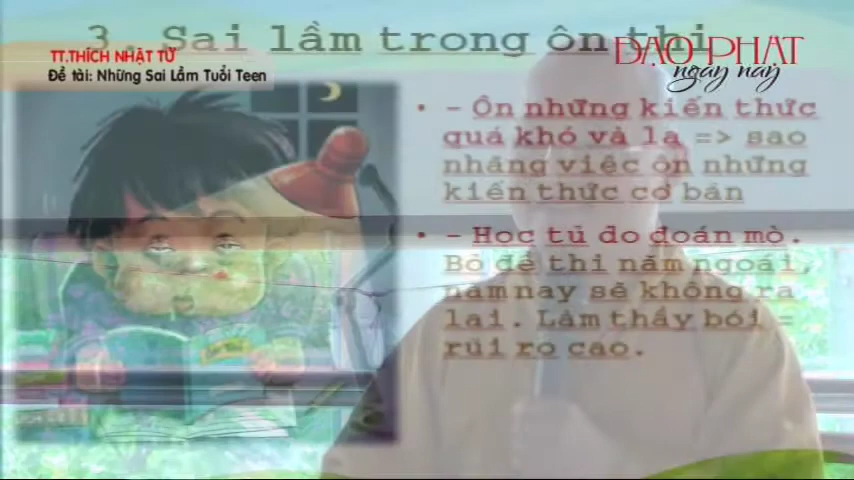 3. Sai lầm trong ôn thi
TT.THÍCH NHẬT TỪ
ĐẠO PHẬT
Đề tài: Những Sai Lầm Tuổi Teen
ngày nay
• - Ôn những kiến thức
quá khó và lạ => sao
nhãng việc ôn những
kiến thức cơ bản
• - Học tủ do đoán mò.
Bỏ đề thi năm ngoái,
năm nay sẽ không ra
lại. Làm thầy bói =
rủi ro cao.